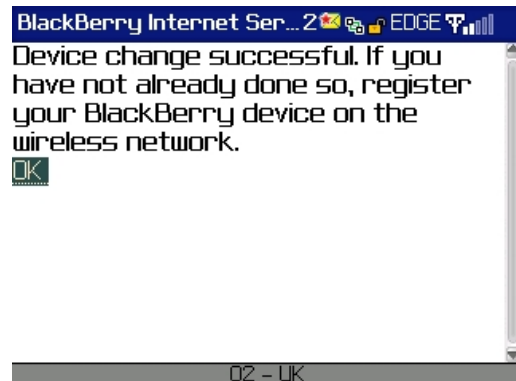 BlackBerry Internet Ser...2 EDGE
Device change successful. If you
have not already done so, register
your BlackBerry device on the
wireless network.
OK
O2 - UK